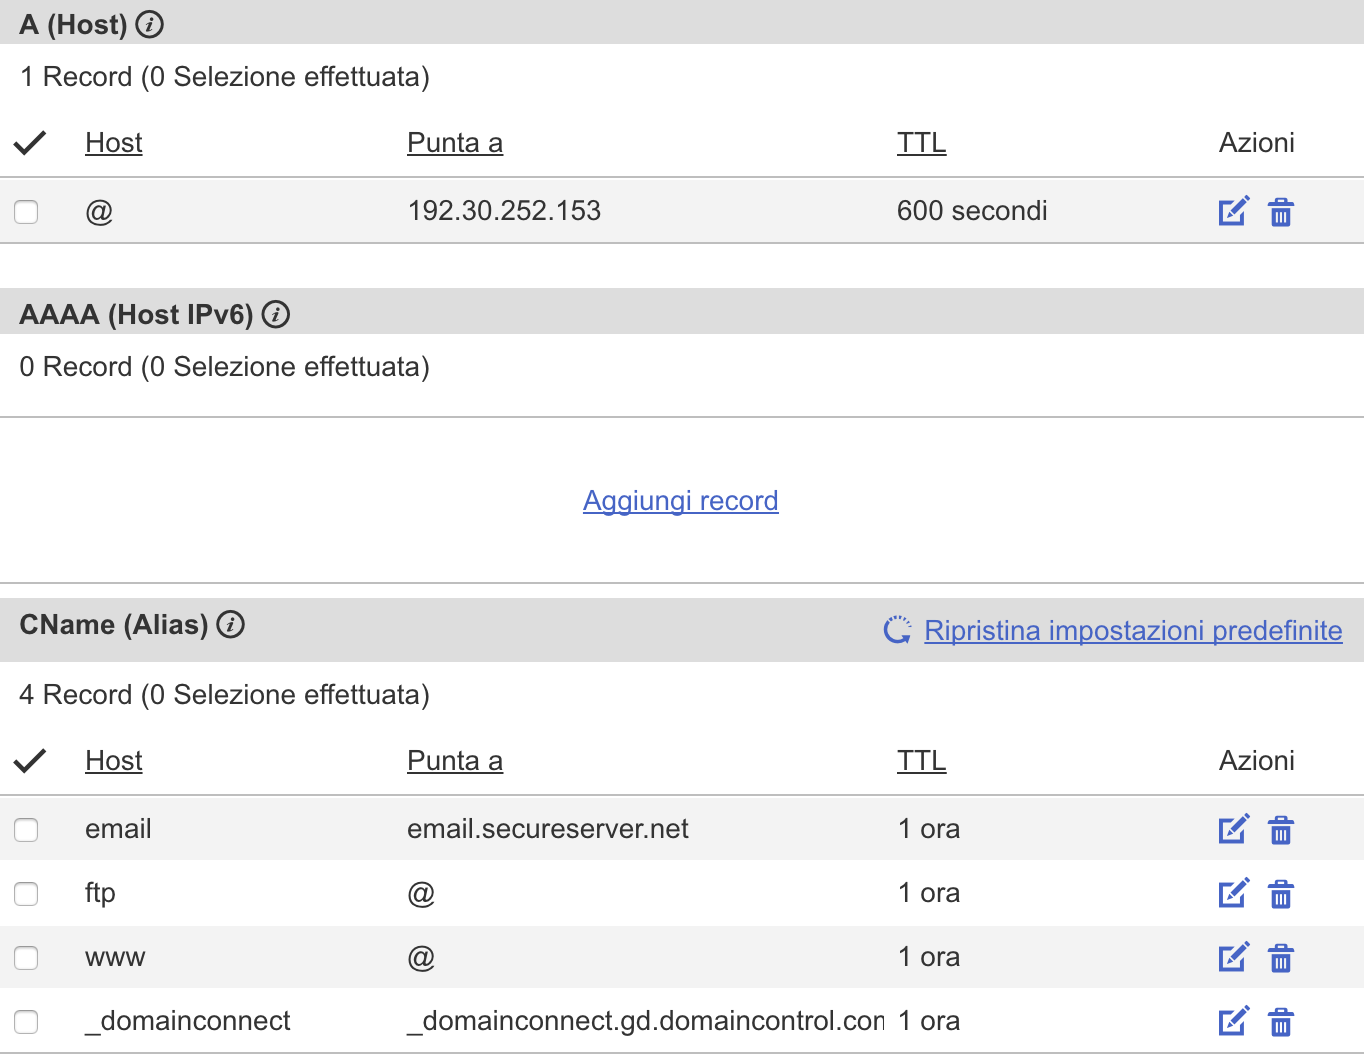 A (Host)
1 Record (0 Selezione effettuata)
Host Punta a TTL Azioni
@ 192.30.252.153 600 secondi
AAAA (Host IPv6)
0 Record (0 Selezione effettuata)
Aggiungi record
CName (Alias) Ripristina impostazioni predefinite
4 Record (0 Selezione effettuata)
Host Punta a TTL Azioni
email email.secureserver.net 1 ora
ftp @ 1 ora
www @ 1 ora
_domainconnect _domainconnect.gd.domaincontrol.con 1 ora